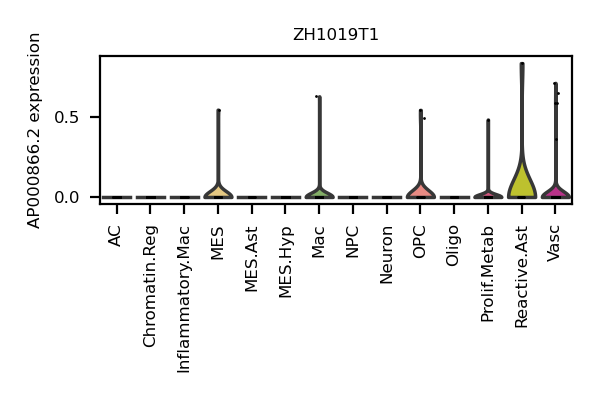 ZH1019T1
AP000866.2 expression
0.5
0.0
AC
Chromatin.Reg
Inflammatory.Mac
MES
MES.Ast
MES.Hyp
Mac
NPC
Neuron
OPC
Oligo
Prolif.Metab
Reactive.Ast
Vasc